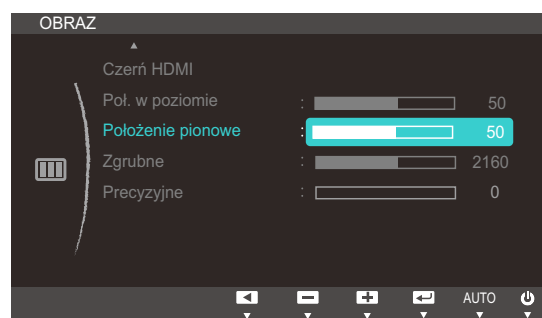 OBRAZ
Czerń HDMI
Poł. w poziomie : 50
Położenie pionowe : 50
Zgrubne : 2160
Precyzyjne : 0
AUTO